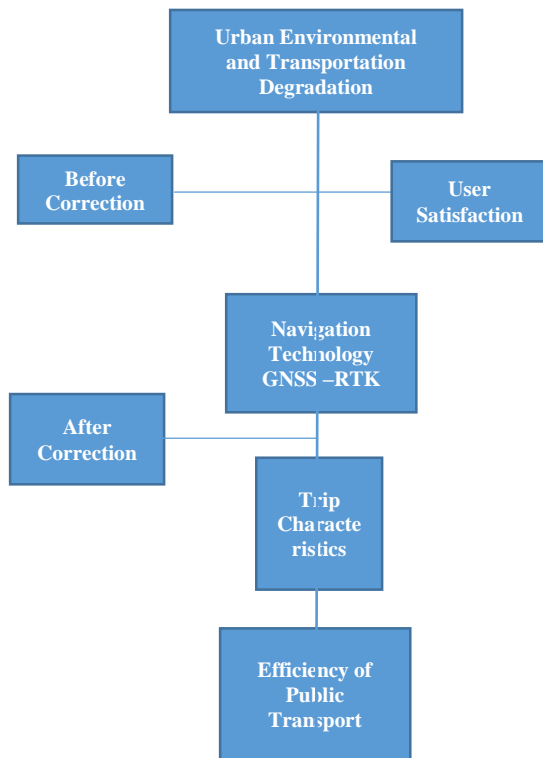 Urban Environmental
and Transportation
Degradation
Before
Correction
User
Satisfaction
Navigation
Technology
GNSS –RTK
After
Correction
Trip
Characte
ristics
Efficiency of
Public
Transport